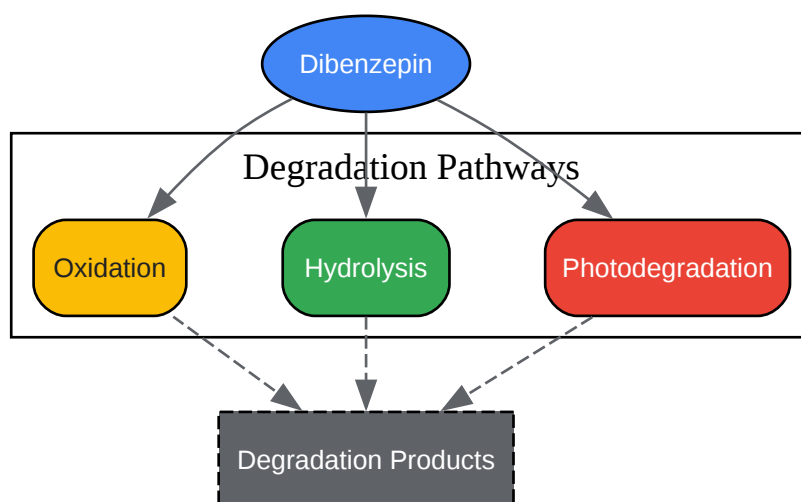 Dibenzepin
Degradation Pathways
Oxidation
Hydrolysis
Photodegradation
Degradation Products